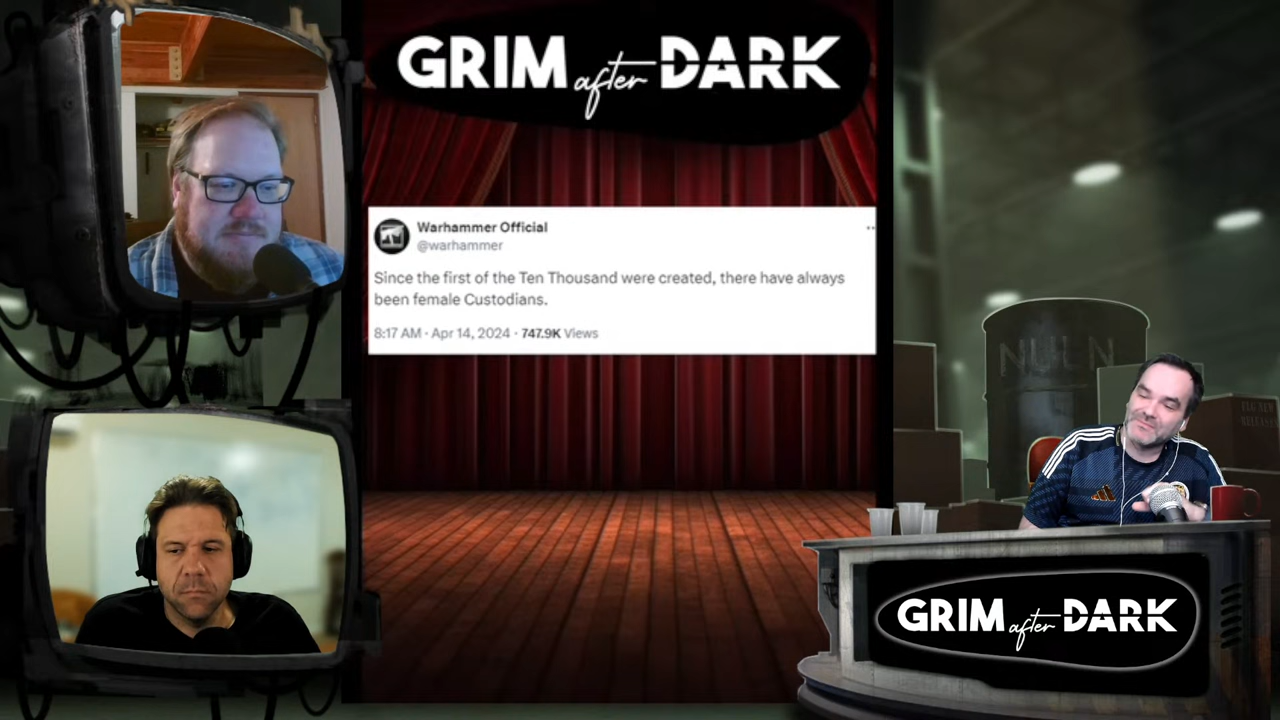 GRIM after DARK
Warhammer Official
@warhammer
Since the first of the Ten Thousand were created, there have always
been female Custodians.
8:17 AM · Apr 14, 2024 · 747.9K Views
NULN
GRIM after DARK